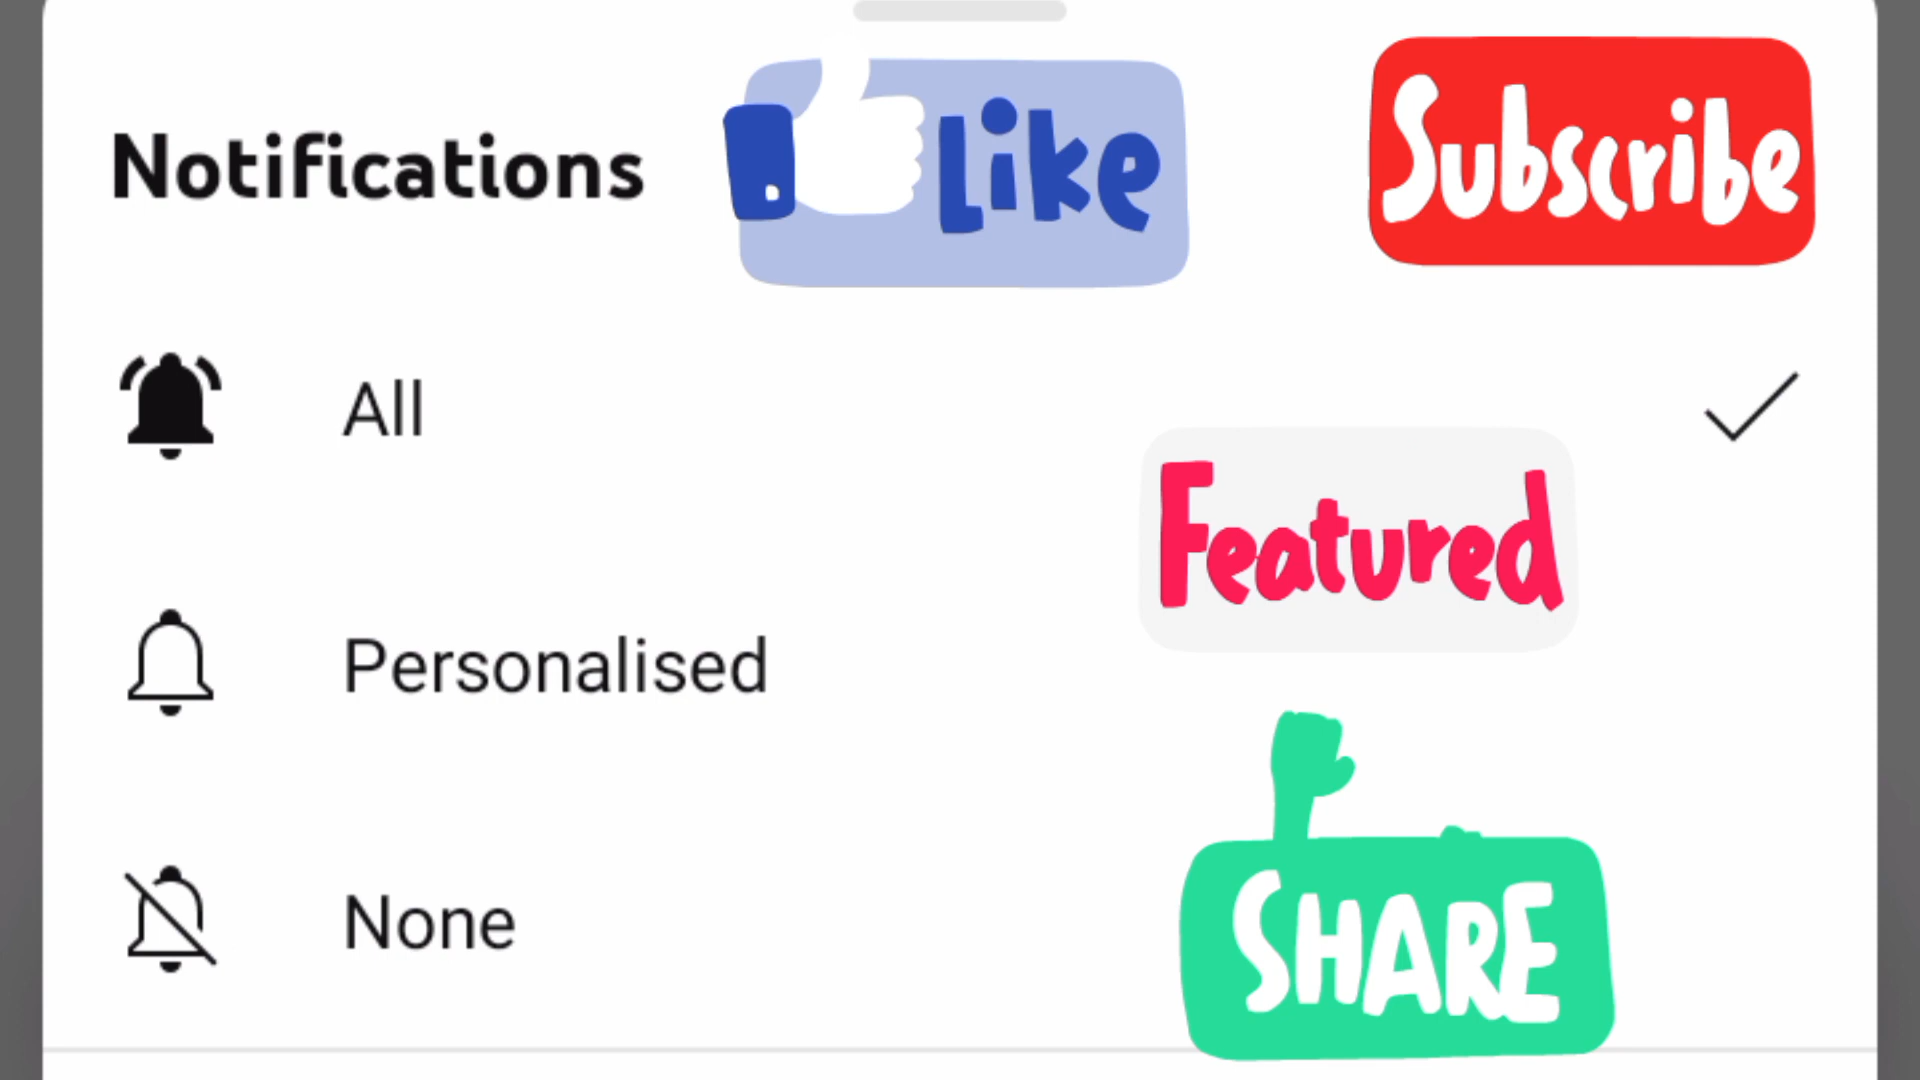 Notifications
Like
Subscribe
All
Featured
Personalised
None
SHARE